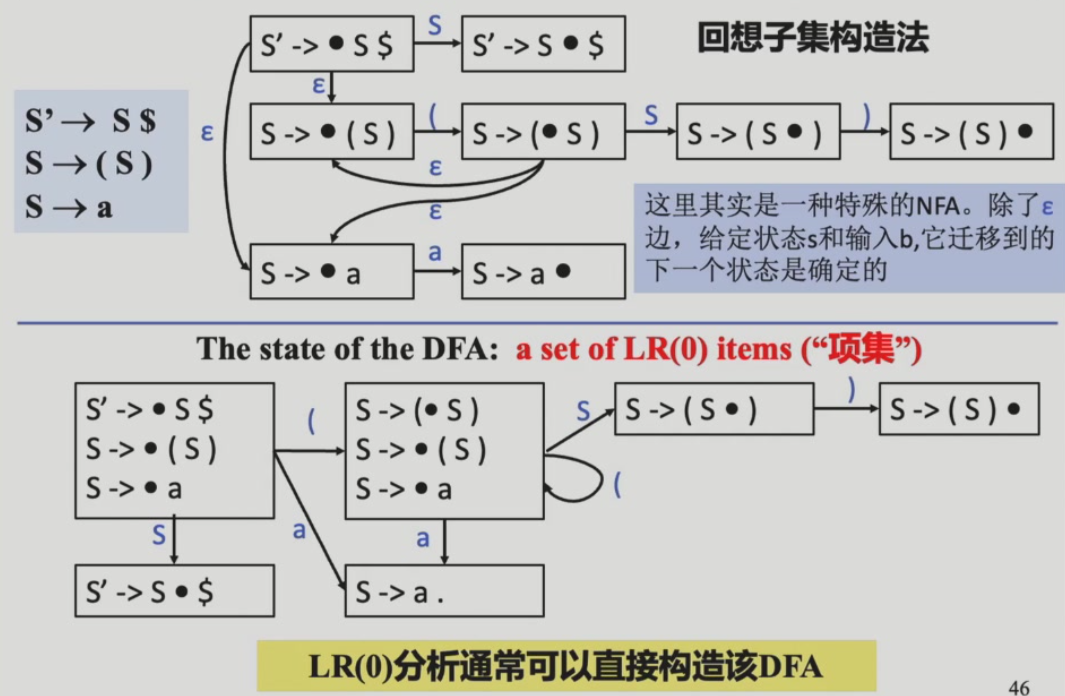 回想子集构造法
S' -> ● S $
S
S' -> S ● $
ε
ε
S' → S $
S → ( S )
S → a
S -> ● ( S )
(
S -> (● S )
S
S -> ( S ● )
)
S -> ( S ) ●
ε
ε
S -> ● a
a
S -> a ●
这里其实是一种特殊的NFA。除了ε
边，给定状态s和输入b,它迁移到的
下一个状态是确定的
The state of the DFA: a set of LR(0) items (“项集”)
S' -> ● S $
S -> ● ( S )
S -> ● a
(
S -> (● S )
S -> ● ( S )
S -> ● a
S
S -> ( S ● )
)
S -> ( S ) ●
(
S
a
a
S' -> S ● $
S -> a .
LR(0)分析通常可以直接构造该DFA
46